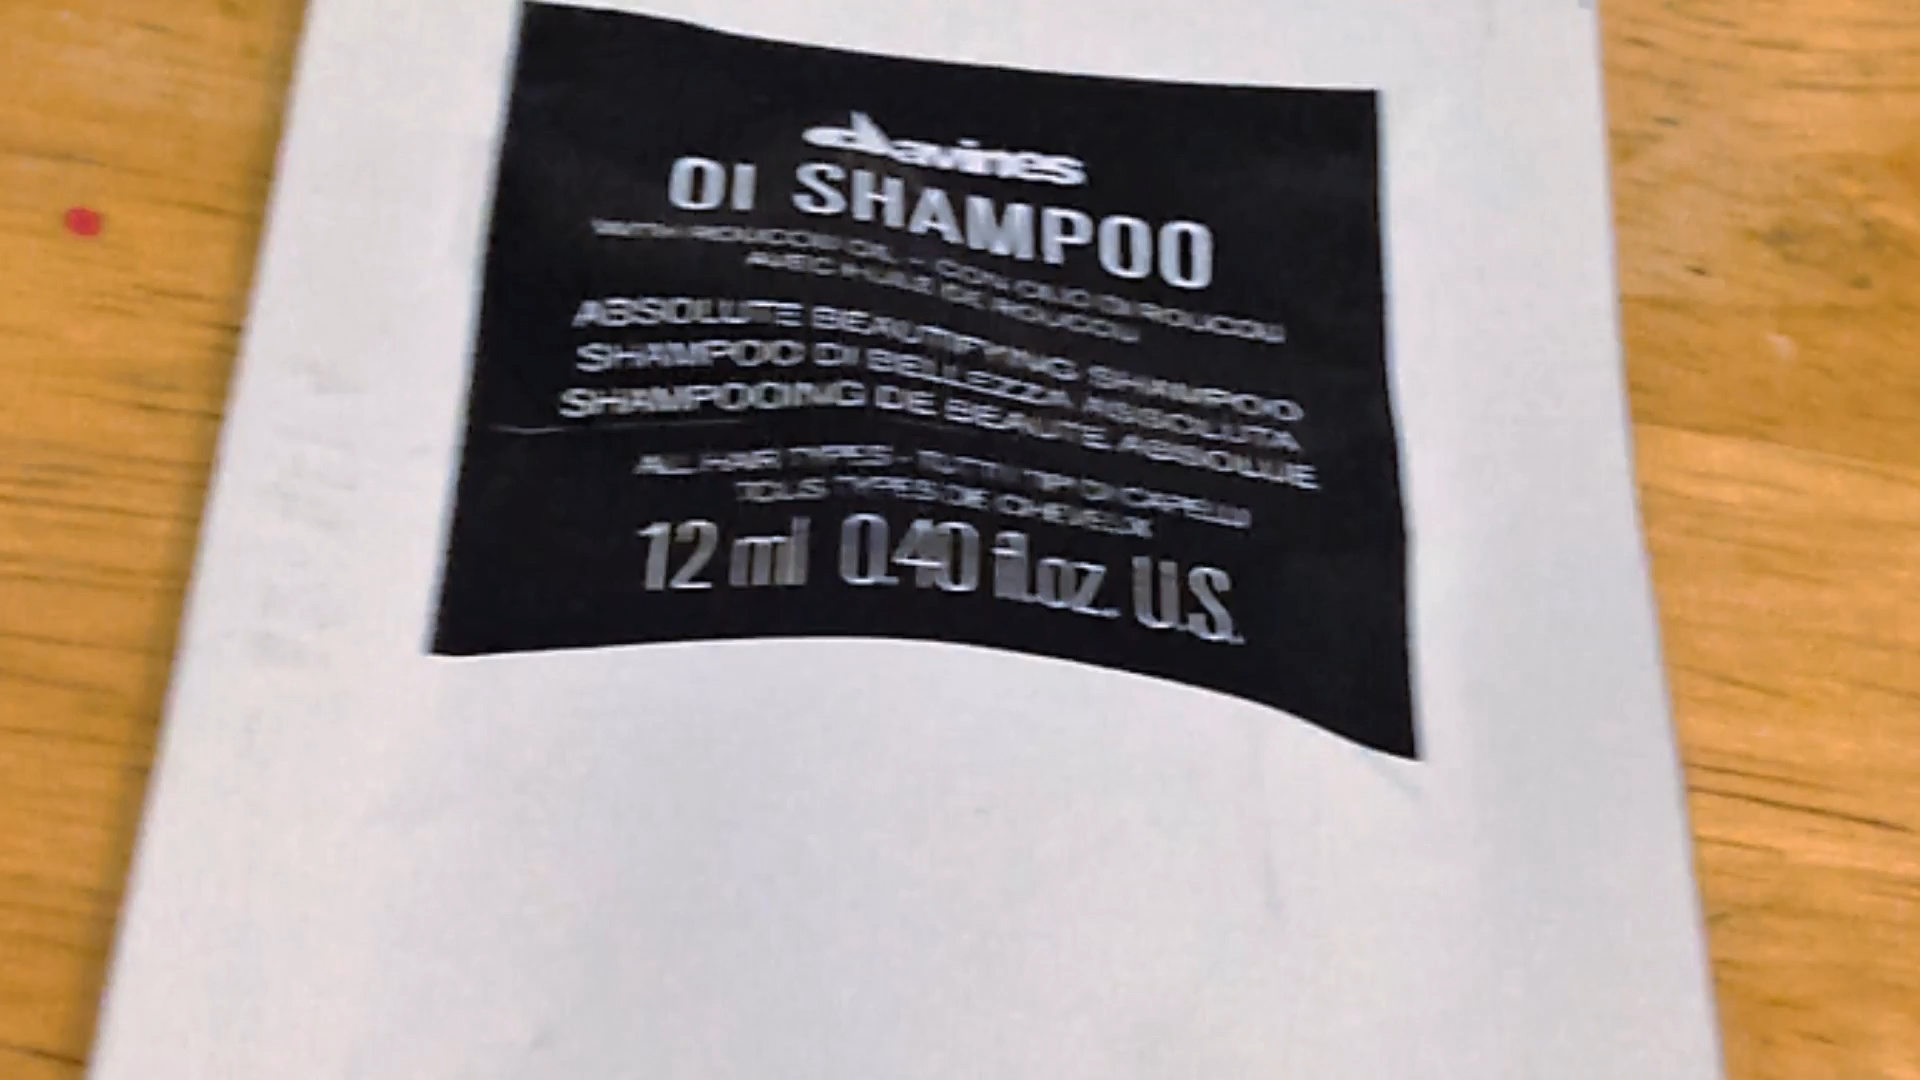 davines
OI SHAMPOO
WITH ROUCOU OIL - CON OLIO DI ROUCOU
AVEC HUILE DE ROUCOU
ABSOLUTE BEAUTIFYING SHAMPOO
SHAMPOO DI BELLEZZA ASSOLUTA
SHAMPOOING DE BEAUTE ABSOLUE
ALL HAIR TYPES - TUTTI I TIPI DI CAPELLI
TOUS TYPES DE CHEVEUX
12 ml 0.40 fl.oz. U.S.